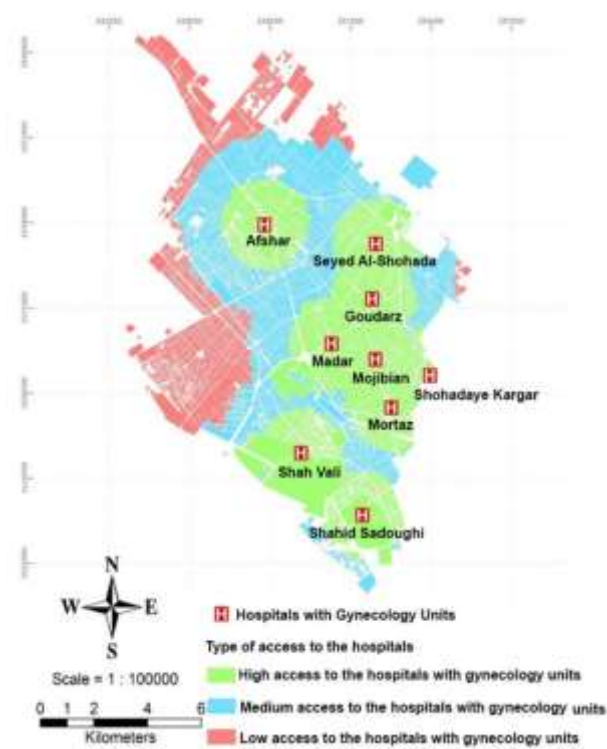 Afshar
Seyed Al-Shohada
Goudarz
Madar
Mojibian
Shohadaye Kargar
Mortaz
Shah Vali
Shahid Sadoughi
N
W E
S
H Hospitals with Gynecology Units
Type of access to the hospitals
High access to the hospitals with gynecology units
Scale = 1 : 100000
Medium access to the hospitals with gynecology units
0 1 2 4 6
Kilometers
Low access to the hospitals with gynecology units